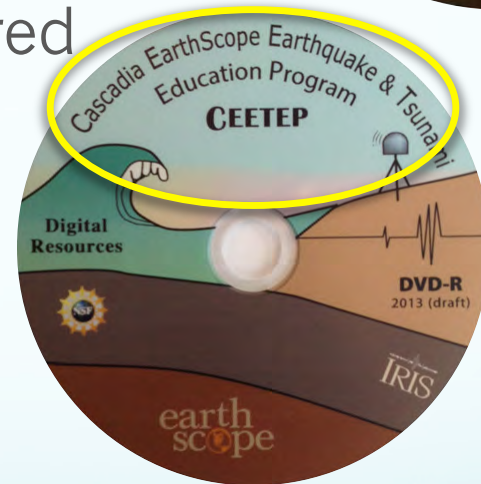 red
Cascadia EarthScope Earthquake & Tsunami
Education Program
CEETEP
Digital
Resources
DVD-R
2013 (draft)
NSF
IRIS
earth
scope